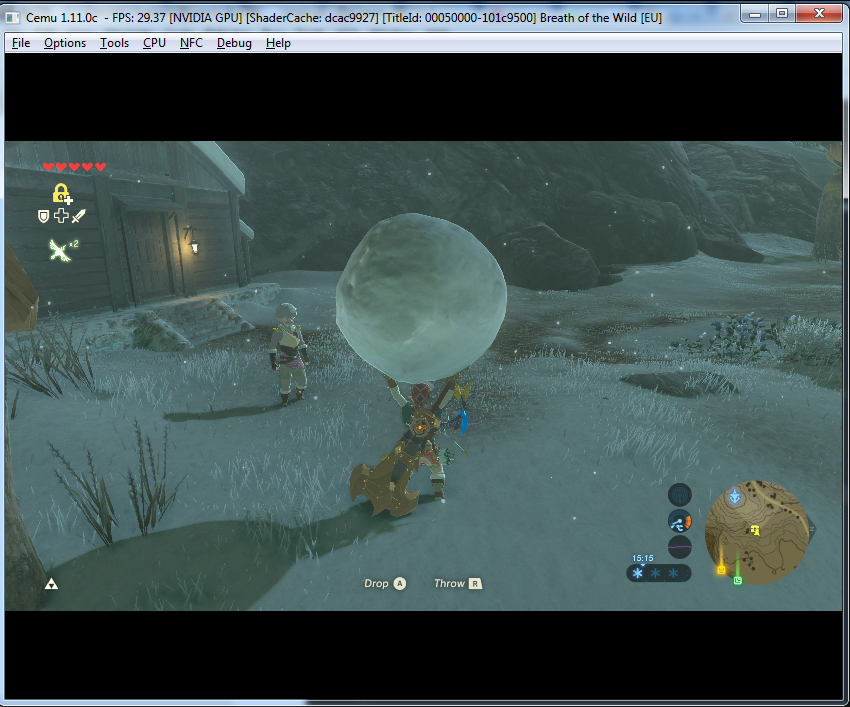 Cemu 1.11.0c - FPS: 29.37 [NVIDIA GPU] [ShaderCache: dcac9927] [TitleId: 00050000-101c9500] Breath of the Wild [EU]
File Options Tools CPU NFC Debug Help
×2
15:15
Drop A Throw R